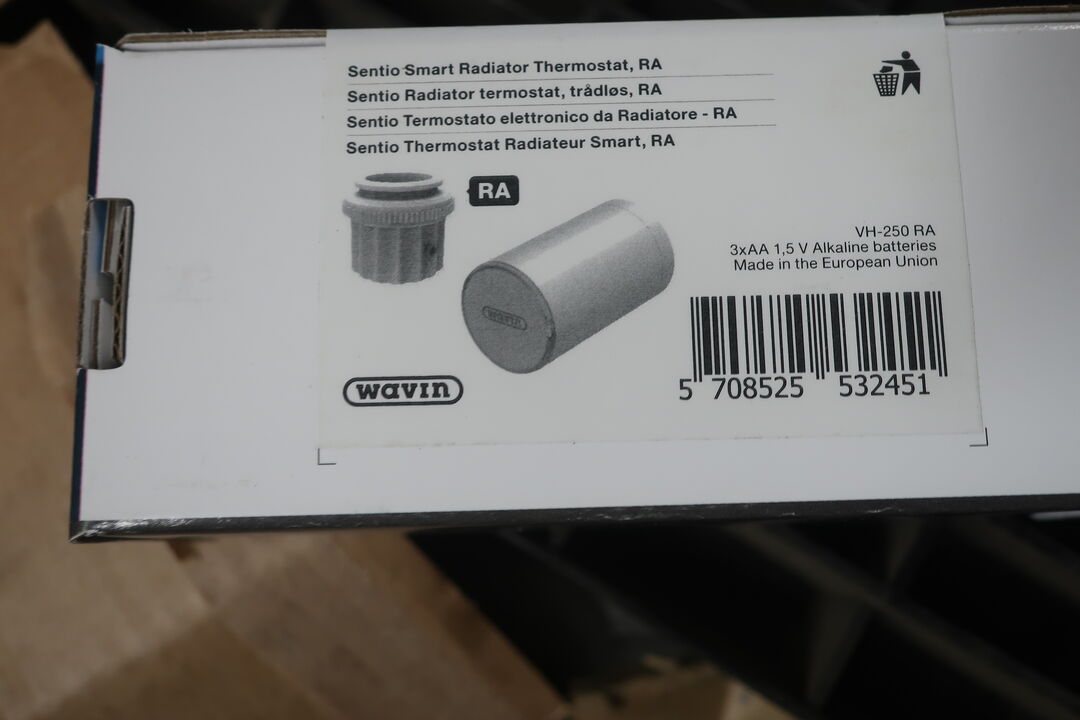 Sentio Smart Radiator Thermostat, RA
Sentio Radiator termostat, trådløs, RA
Sentio Termostato elettronico da Radiatore - RA
Sentio Thermostat Radiateur Smart, RA
RA
wavin
VH-250 RA
3xAA 1,5 V Alkaline batteries
Made in the European Union
wavin
5 708525 532451